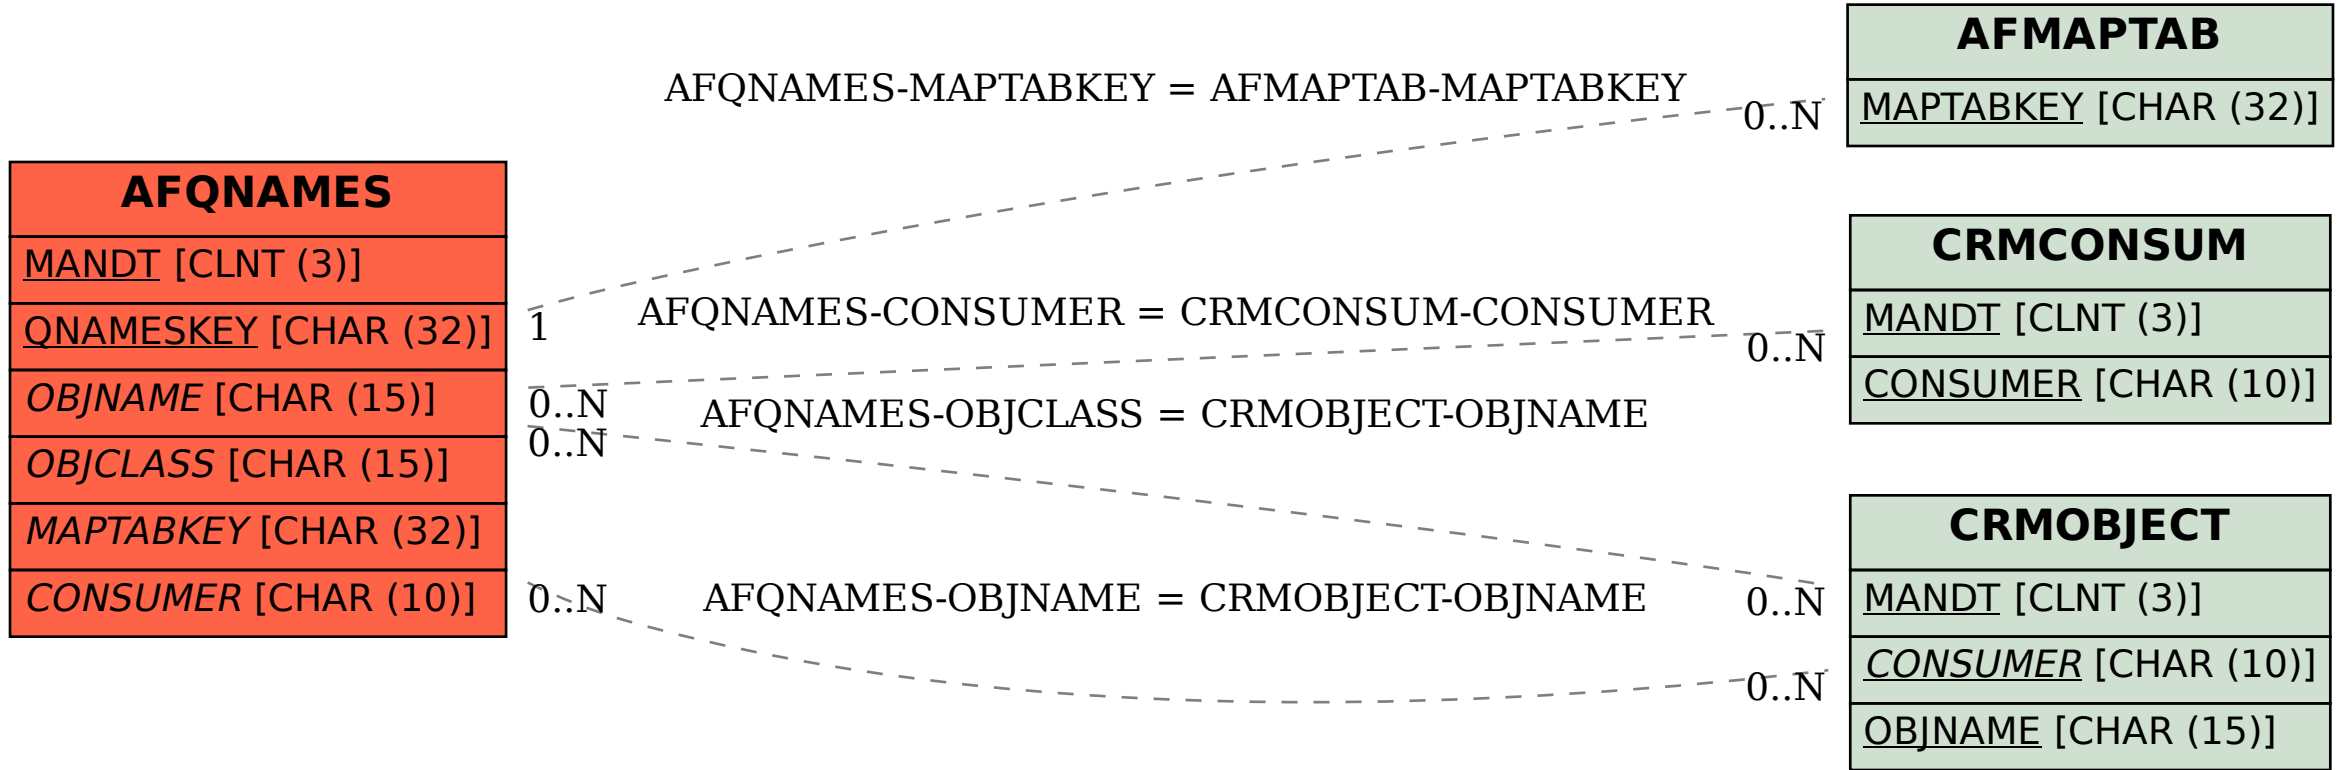 AFQNAMES
MANDT [CLNT (3)]
QNAMESKEY [CHAR (32)]
OBJNAME [CHAR (15)]
OBJCLASS [CHAR (15)]
MAPTABKEY [CHAR (32)]
CONSUMER [CHAR (10)]
AFQNAMES-MAPTABKEY = AFMAPTAB-MAPTABKEY
1
0..N
AFQNAMES-CONSUMER = CRMCONSUM-CONSUMER
0..N
0..N
AFQNAMES-OBJCLASS = CRMOBJECT-OBJNAME
0..N
0..N
AFQNAMES-OBJNAME = CRMOBJECT-OBJNAME
0..N
0..N
AFMAPTAB
MAPTABKEY [CHAR (32)]
CRMCONSUM
MANDT [CLNT (3)]
CONSUMER [CHAR (10)]
CRMOBJECT
MANDT [CLNT (3)]
CONSUMER [CHAR (10)]
OBJNAME [CHAR (15)]